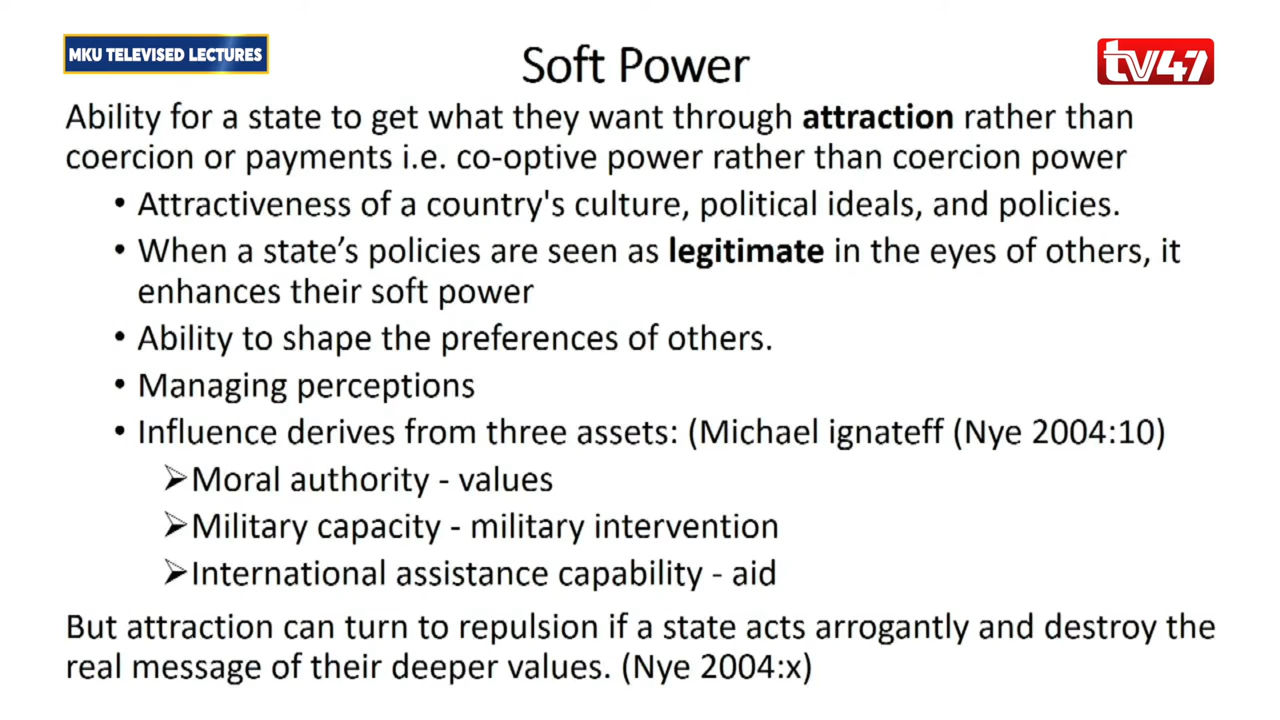 MKU TELEVISED LECTURES
tv47
Soft Power
Ability for a state to get what they want through attraction rather than
coercion or payments i.e. co-optive power rather than coercion power
• Attractiveness of a country's culture, political ideals, and policies.
• When a state’s policies are seen as legitimate in the eyes of others, it
enhances their soft power
• Ability to shape the preferences of others.
• Managing perceptions
• Influence derives from three assets: (Michael ignateff (Nye 2004:10)
➢Moral authority - values
➢Military capacity - military intervention
➢International assistance capability - aid
But attraction can turn to repulsion if a state acts arrogantly and destroy the
real message of their deeper values. (Nye 2004:x)